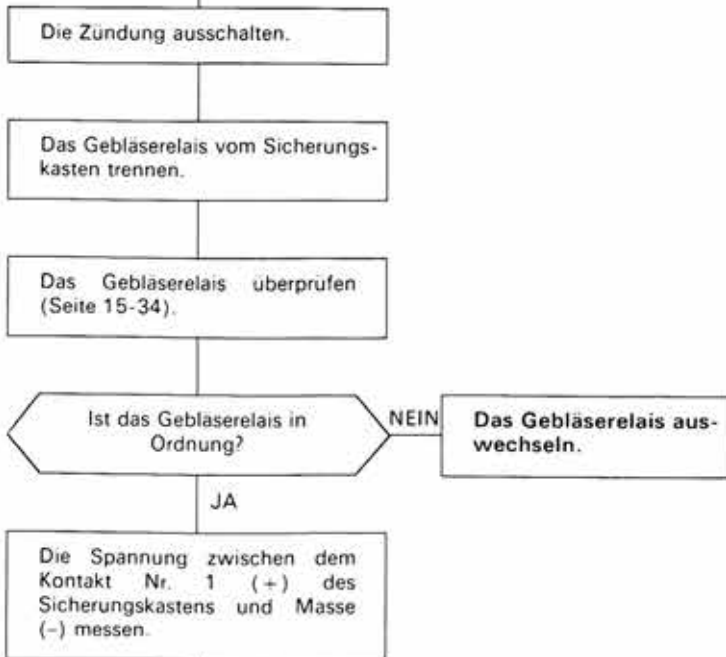 Die Zündung ausschalten.
Das Gebläserelais vom Sicherungs-
kasten trennen.
Das Gebläserelais überprüfen
(Seite 15-34).
Ist das Gebläserelais in
Ordnung?
NEIN
Das Gebläserelais aus-
wechseln.
JA
Die Spannung zwischen dem
Kontakt Nr. 1 (+) des
Sicherungskastens und Masse
(–) messen.